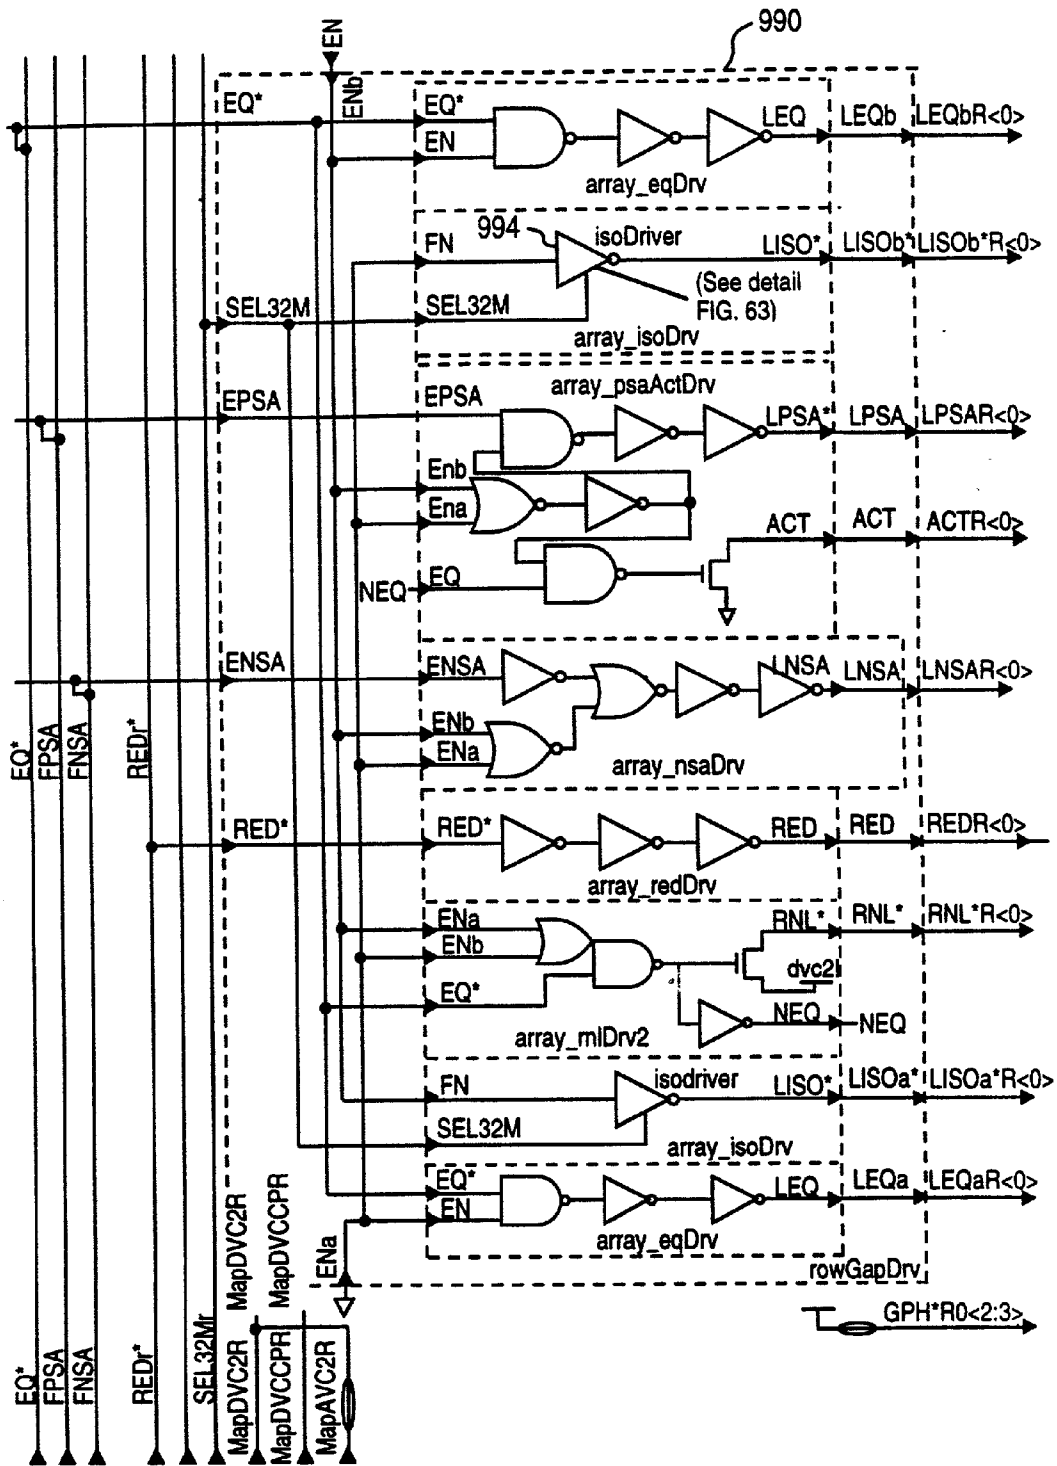 990
EN
ENb
EQ*
EQ*
LEQ
LEQb
LEQbR<0>
EN
array_eqDrv
994
isoDriver
FN
LISO*
LISOb*
LISOb*R<0>
(See detail
FIG. 63)
SEL32M
SEL32M
array_isoDrv
array_psaActDrv
EPSA
EPSA
LPSA*
LPSA
LPSAR<0>
Enb
Ena
ACT
ACT
ACTR<0>
NEQ
EQ
ENSA
ENSA
LNSA
LNSA
LNSAR<0>
ENb
ENa
array_nsaDrv
EQ*
FPSA
FNSA
REDr*
RED*
RED*
RED
RED
REDR<0>
array_redDrv
ENa
RNL*
RNL*
RNL*R<0>
ENb
dvc2
EQ*
NEQ
NEQ
array_mlDrv2
FN
isodriver
LISO*
LISOa*
LISOa*R<0>
SEL32M
array_isoDrv
EQ*
LEQ
LEQa
LEQaR<0>
EN
array_eqDrv
ENa
rowGapDrv
MapDVC2R
MapDVCCPR
GPH*R0<2:3>
EQ*
FPSA
FNSA
REDr*
SEL32Mr
MapDVC2R
MapDVCCPR
MapAVC2R